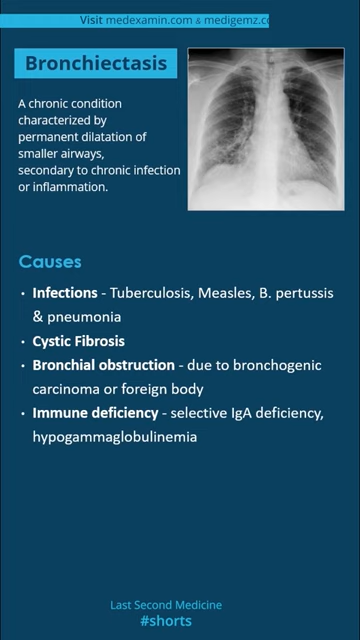 Visit medexamin.com & medigemz.co
Bronchiectasis
A chronic condition
characterized by
permanent dilatation of
smaller airways,
secondary to chronic infection
or inflammation.
Causes
• Infections - Tuberculosis, Measles, B. pertussis
& pneumonia
• Cystic Fibrosis
• Bronchial obstruction - due to bronchogenic
carcinoma or foreign body
• Immune deficiency - selective IgA deficiency,
hypogammaglobulinemia
Last Second Medicine
#shorts